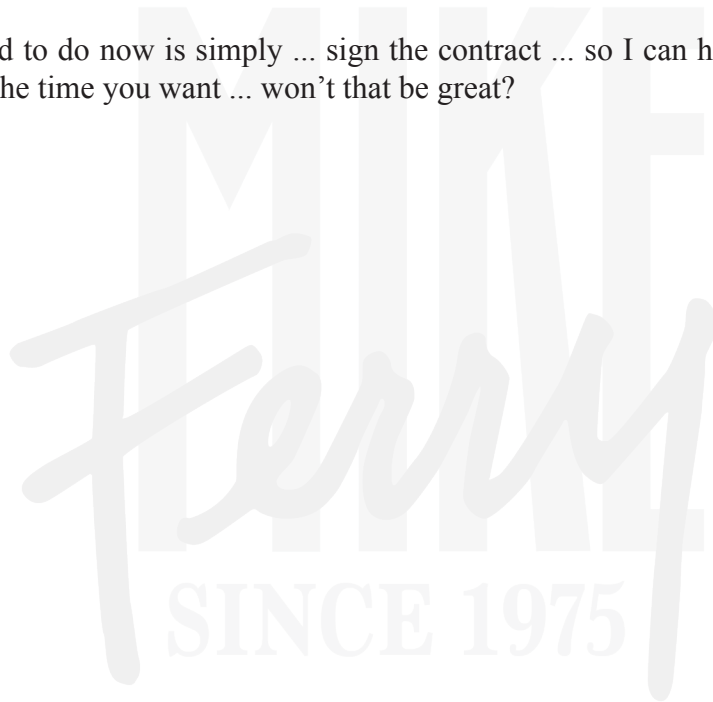 d to do now is simply ... sign the contract ... so I can h
he time you want ... won’t that be great?
MIKE
Ferry
SINCE 1975